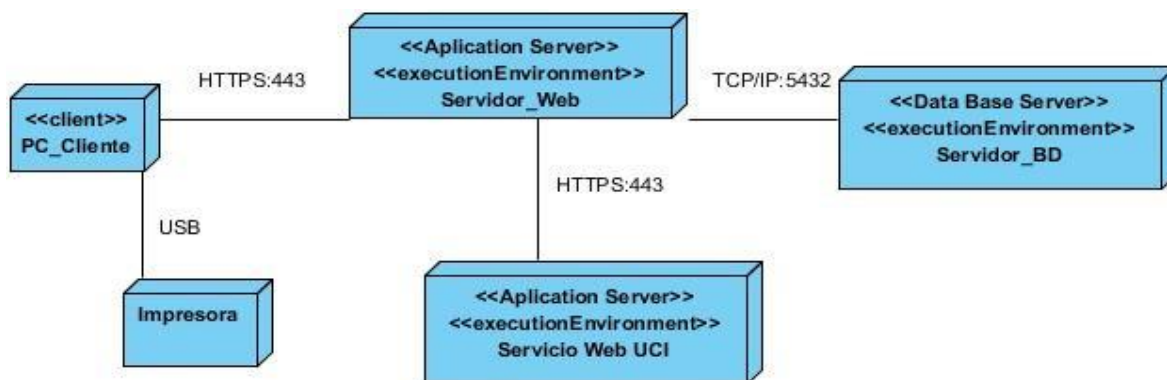 <<Aplication Server>>
<<executionEnvironment>>
Servidor_Web
HTTPS:443
TCP/IP:5432
<<client>>
PC_Cliente
<<Data Base Server>>
<<executionEnvironment>>
Servidor_BD
HTTPS:443
USB
Impresora
<<Aplication Server>>
<<executionEnvironment>>
Servicio Web UCI